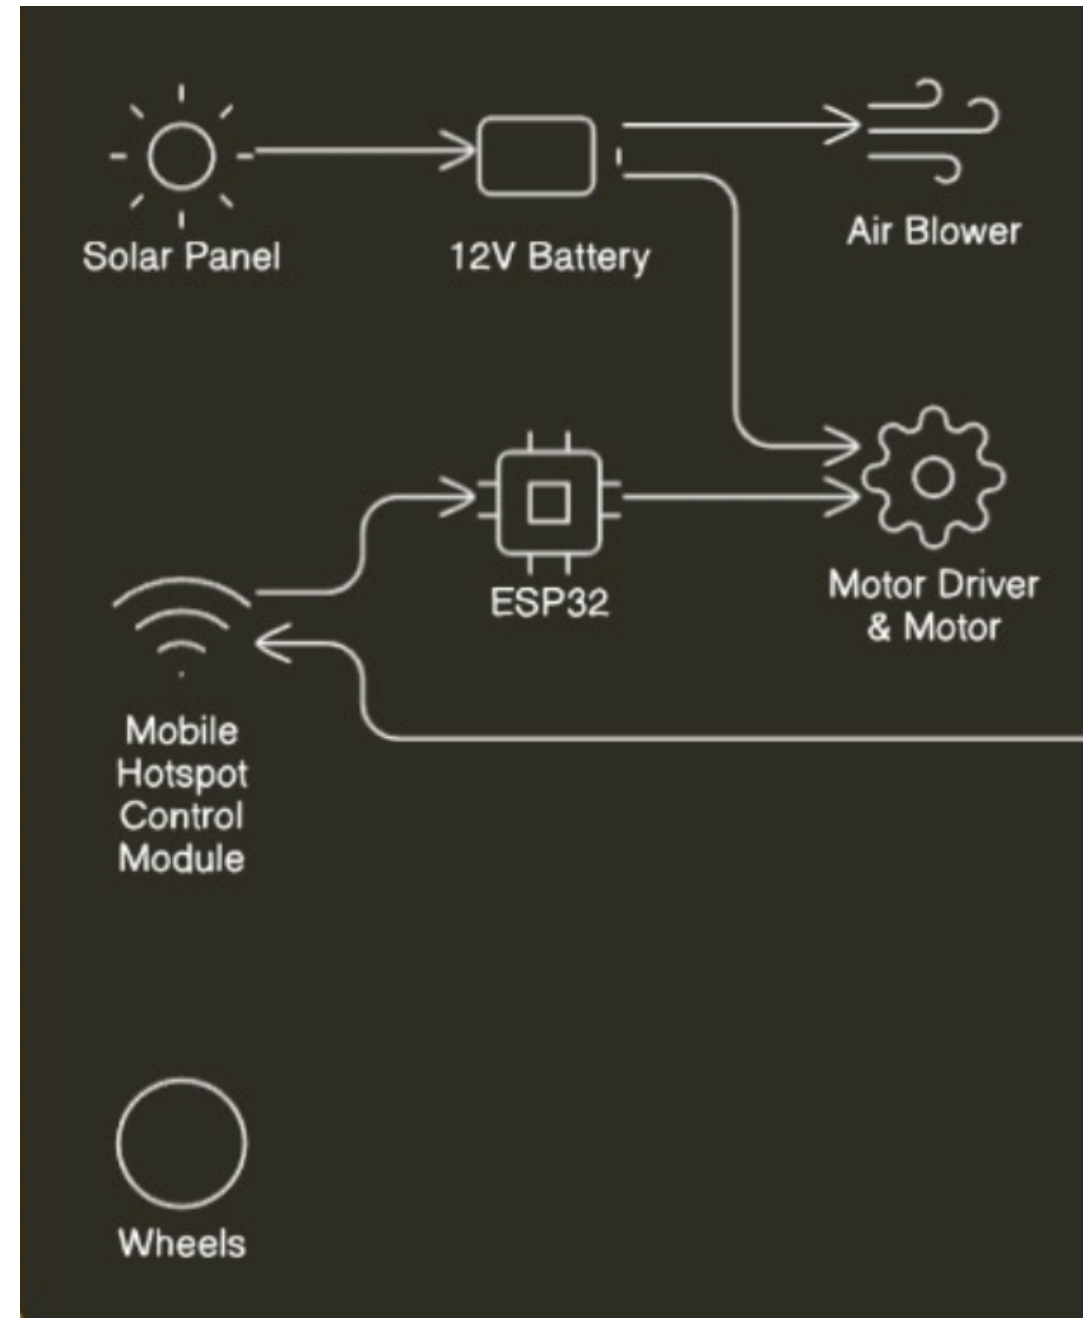 Solar Panel
12V Battery
Air Blower
ESP32
Motor Driver
& Motor
Mobile
Hotspot
Control
Module
Wheels